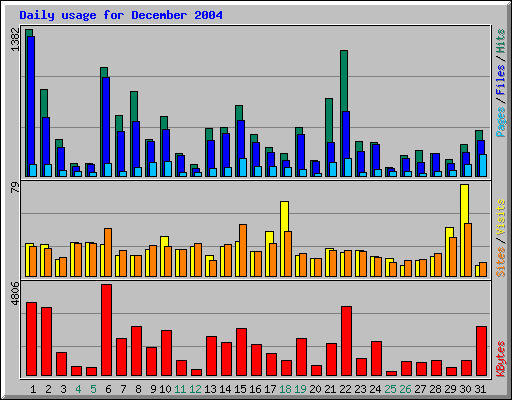 Daily usage for December 2004
1382
79
4806
Pages / Files / Hits
Sites / Visits
KBytes
1 2 3 4 5 6 7 8 9 10 11 12 13 14 15 16 17 18 19 20 21 22 23 24 25 26 27 28 29 30 31